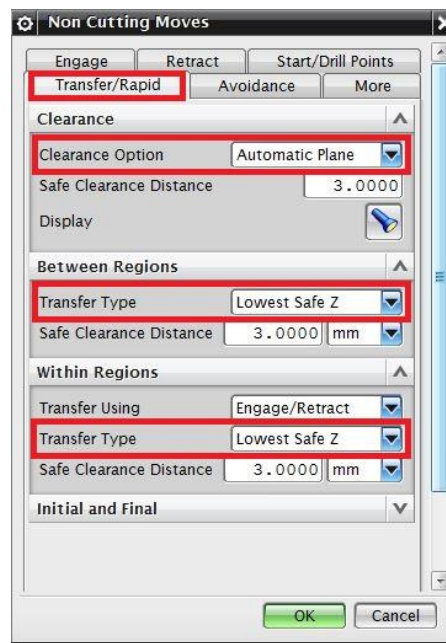 Non Cutting Moves
Engage Retract Start/Drill Points
Transfer/Rapid Avoidance More
Clearance
Clearance Option Automatic Plane
Safe Clearance Distance 3.0000
Display
Between Regions
Transfer Type Lowest Safe Z
Safe Clearance Distance 3.0000 mm
Within Regions
Transfer Using Engage/Retract
Transfer Type Lowest Safe Z
Safe Clearance Distance 3.0000 mm
Initial and Final
OK Cancel